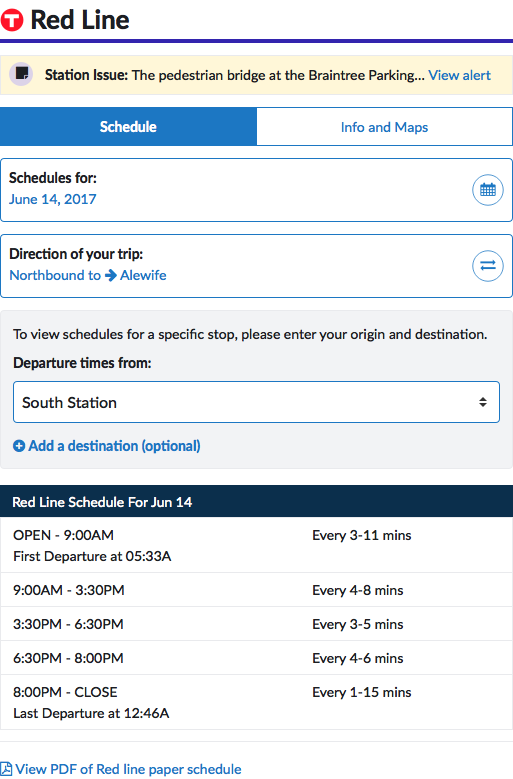 T Red Line
Station Issue: The pedestrian bridge at the Braintree Parking... View alert
Schedule
Info and Maps
Schedules for:
June 14, 2017
Direction of your trip:
Northbound to → Alewife
To view schedules for a specific stop, please enter your origin and destination.
Departure times from:
South Station
Add a destination (optional)
Red Line Schedule For Jun 14
OPEN - 9:00AM Every 3-11 mins
First Departure at 05:33A
9:00AM - 3:30PM Every 4-8 mins
3:30PM - 6:30PM Every 3-5 mins
6:30PM - 8:00PM Every 4-6 mins
8:00PM - CLOSE Every 1-15 mins
Last Departure at 12:46A
View PDF of Red line paper schedule